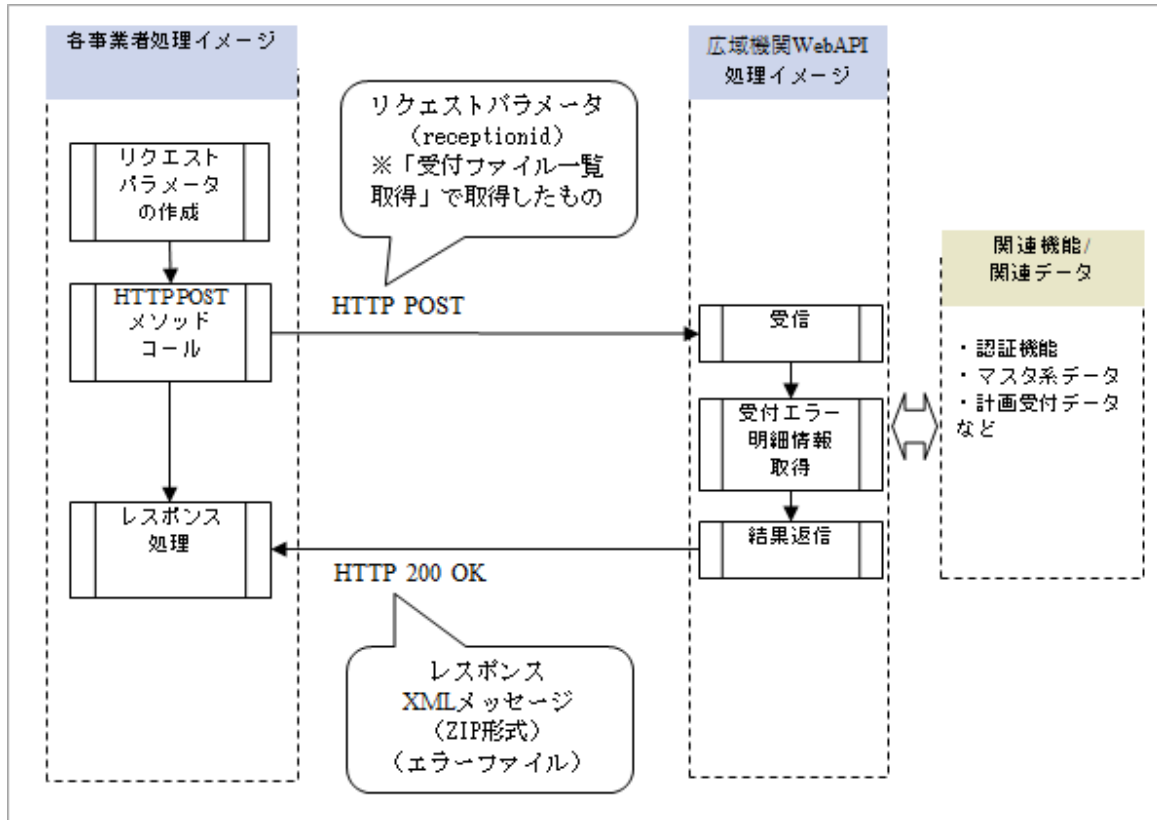 各事業者処理イメージ
広域機関WebAPI
処理イメージ
リクエストパラメータ
（receptionid）
※「受付ファイル一覧
取得」で取得したもの
リクエスト
パラメータ
の作成
関連機能/
関連データ
HTTP POST
メソッド
コール
HTTP POST
受信
・認証機能
・マスタ系データ
・計画受付データ
など
受付エラー
明細情報
取得
レスポンス
処理
結果返信
HTTP 200 OK
レスポンス
XMLメッセージ
（ZIP形式）
（エラーファイル）